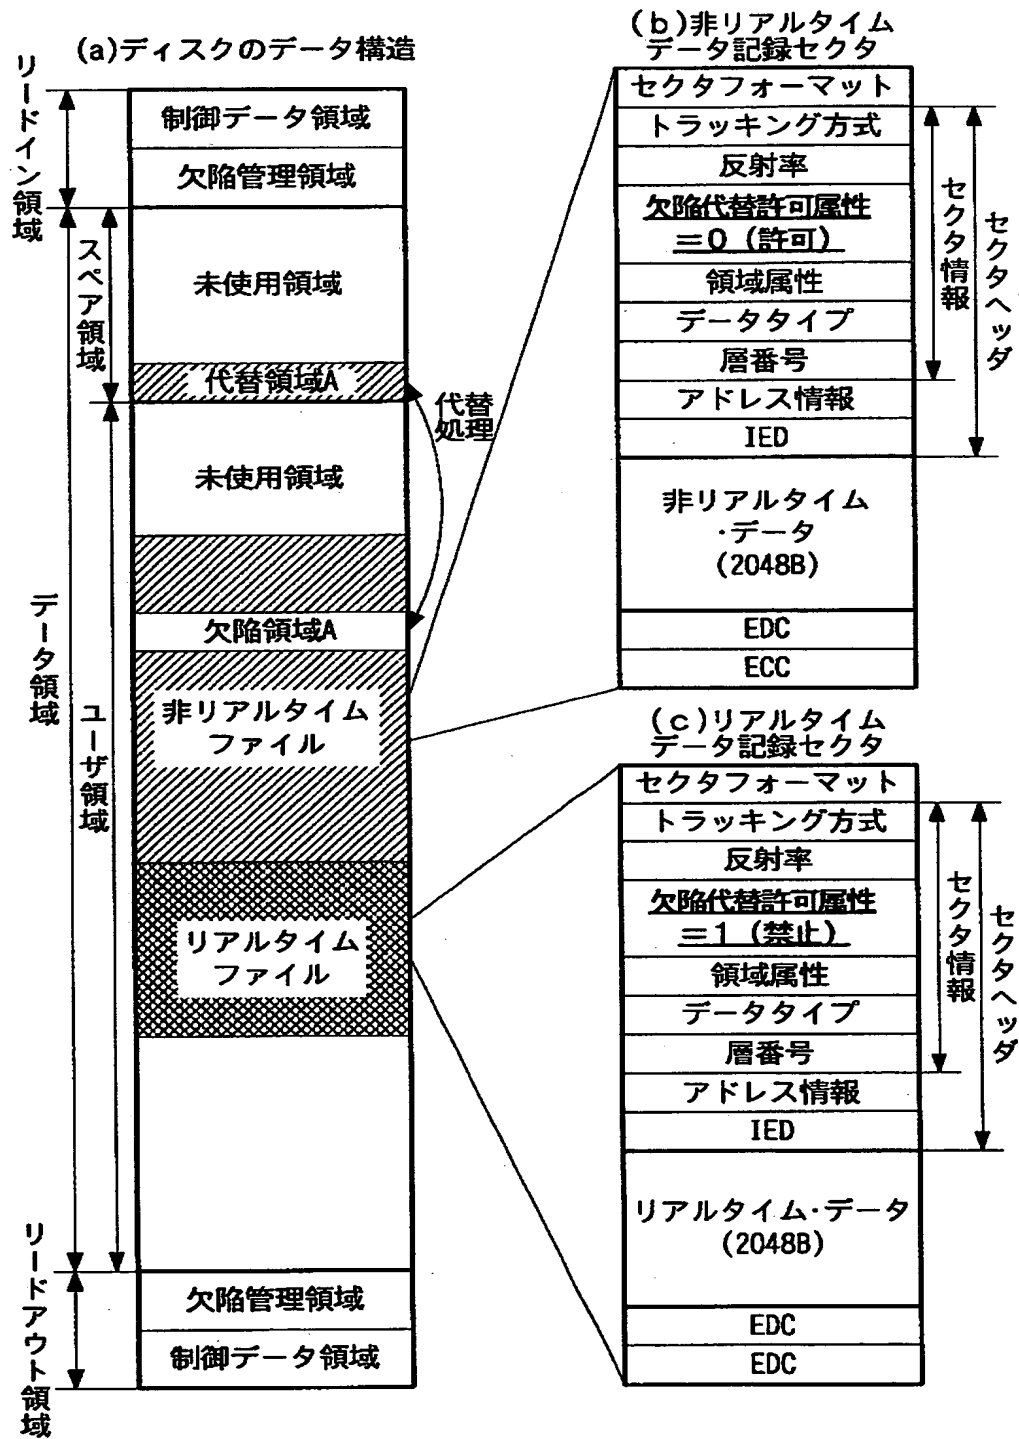 (a)ディスクのデータ構造
リードイン領域
制御データ領域
欠陥管理領域
データ領域
スペア領域
未使用領域
代替領域A
代替
処理
ユーザ領域
未使用領域
欠陥領域A
非リアルタイム
ファイル
リアルタイム
ファイル
リードアウト領域
欠陥管理領域
制御データ領域
(b)非リアルタイム
データ記録セクタ
セクタフォーマット
トラッキング方式
反射率
欠陥代替許可属性
=0(許可)
領域属性
データタイプ
層番号
アドレス情報
IED
セクタ情報
セクタヘッダ
非リアルタイム
・データ
(2048B)
EDC
ECC
(c)リアルタイム
データ記録セクタ
セクタフォーマット
トラッキング方式
反射率
欠陥代替許可属性
=1(禁止)
領域属性
データタイプ
層番号
アドレス情報
IED
セクタ情報
セクタヘッダ
リアルタイム・データ
(2048B)
EDC
EDC